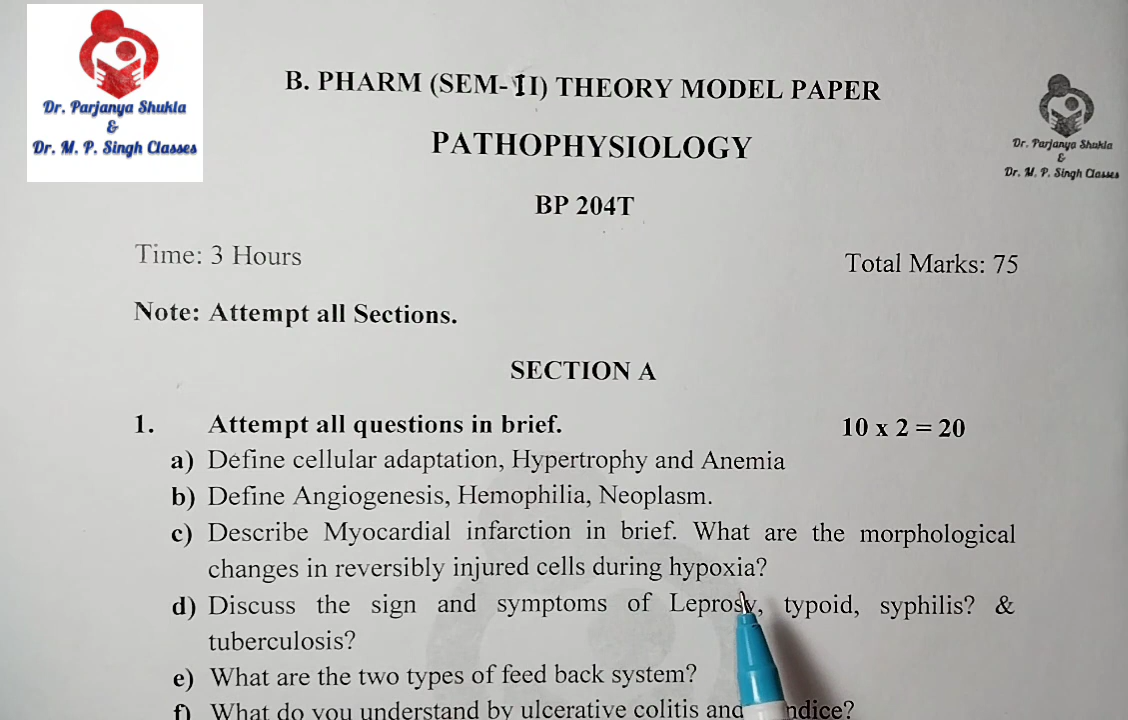 Dr. Parjanya Shukla
&
Dr. M. P. Singh Classes
B. PHARM (SEM-II) THEORY MODEL PAPER
PATHOPHYSIOLOGY
Dr. Parjanya Shukla
&
Dr. M. P. Singh Classes
BP 204T
Time: 3 Hours
Total Marks: 75
Note: Attempt all Sections.
SECTION A
1. Attempt all questions in brief. 10 x 2 = 20
a) Define cellular adaptation, Hypertrophy and Anemia
b) Define Angiogenesis, Hemophilia, Neoplasm.
c) Describe Myocardial infarction in brief. What are the morphological
changes in reversibly injured cells during hypoxia?
d) Discuss the sign and symptoms of Leprosy, typoid, syphilis? &
tuberculosis?
e) What are the two types of feed back system?
f) What do you understand by ulcerative colitis and